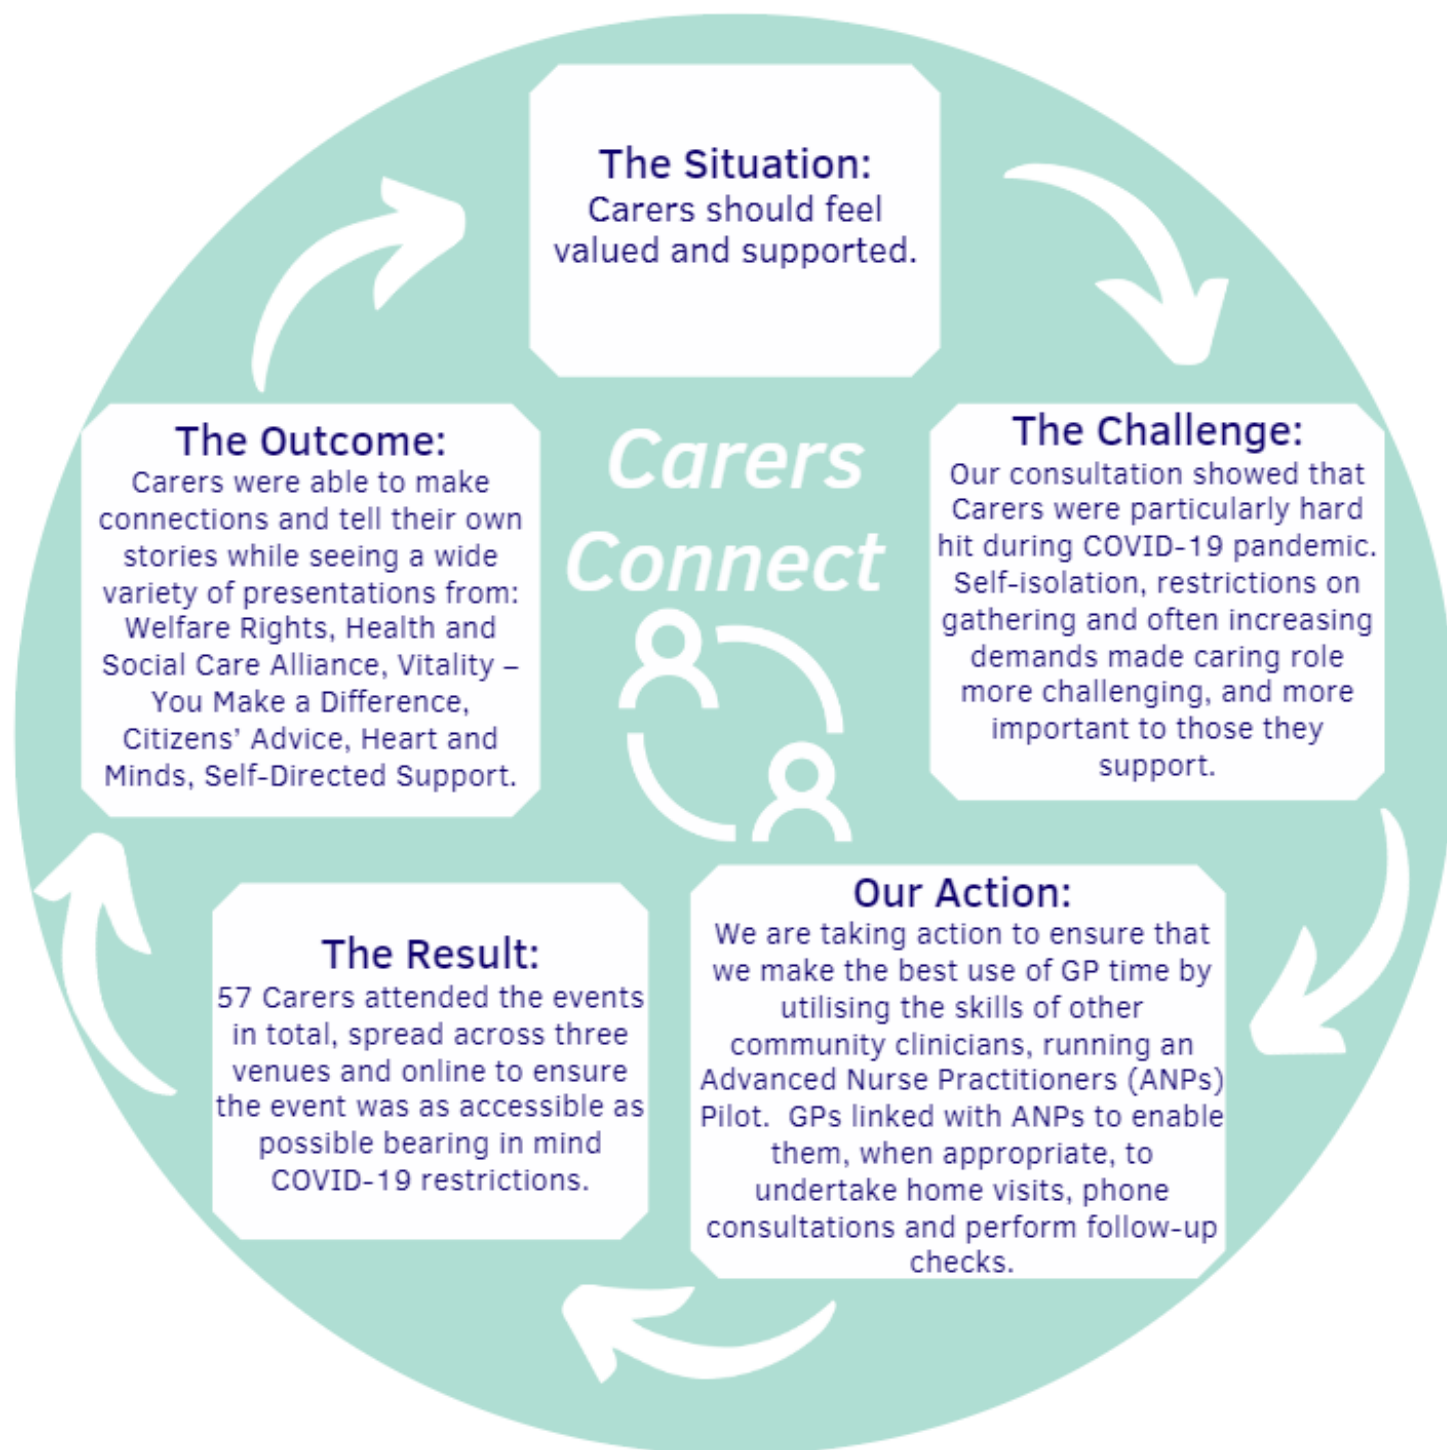 The Situation:
Carers should feel
valued and supported.
The Challenge:
Our consultation showed that
Carers were particularly hard
hit during COVID-19 pandemic.
Self-isolation, restrictions on
gathering and often increasing
demands made caring role
more challenging, and more
important to those they
support.
Our Action:
We are taking action to ensure that
we make the best use of GP time by
utilising the skills of other
community clinicians, running an
Advanced Nurse Practitioners (ANPs)
Pilot.  GPs linked with ANPs to enable
them, when appropriate, to
undertake home visits, phone
consultations and perform follow-up
checks.
The Result:
57 Carers attended the events
in total, spread across three
venues and online to ensure
the event was as accessible as
possible bearing in mind
COVID-19 restrictions.
The Outcome:
Carers were able to make
connections and tell their own
stories while seeing a wide
variety of presentations from:
Welfare Rights, Health and
Social Care Alliance, Vitality –
You Make a Difference,
Citizens’ Advice, Heart and
Minds, Self-Directed Support.
Carers
Connect